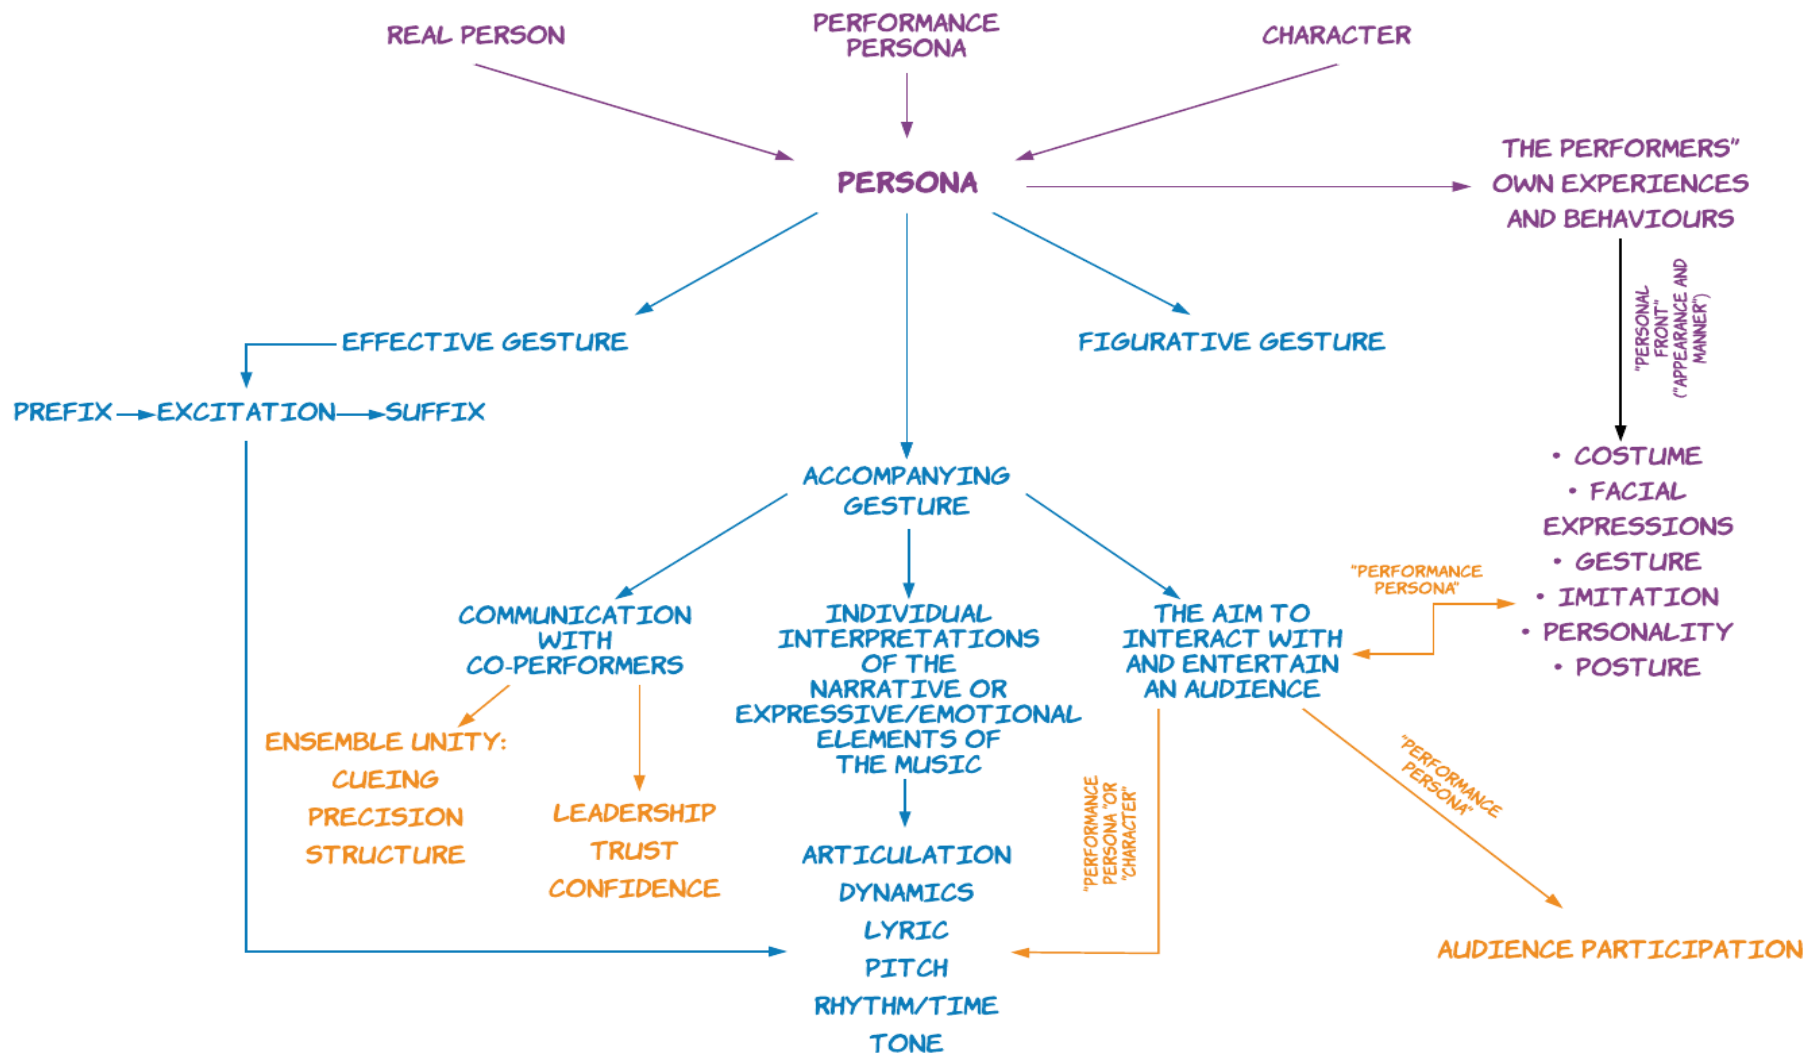 REAL PERSON
PERFORMANCE
PERSONA
CHARACTER
PERSONA
THE PERFORMERS"
OWN EXPERIENCES
AND BEHAVIOURS
"PERSONAL
FRONT"
("APPEARANCE AND
MANNER")
EFFECTIVE GESTURE
FIGURATIVE GESTURE
PREFIX
EXCITATION
SUFFIX
ACCOMPANYING
GESTURE
• COSTUME
• FACIAL
EXPRESSIONS
• GESTURE
• IMITATION
• PERSONALITY
• POSTURE
"PERFORMANCE
PERSONA"
COMMUNICATION
WITH
CO-PERFORMERS
INDIVIDUAL
INTERPRETATIONS
OF THE
NARRATIVE OR
EXPRESSIVE/EMOTIONAL
ELEMENTS OF
THE MUSIC
THE AIM TO
INTERACT WITH
AND ENTERTAIN
AN AUDIENCE
ENSEMBLE UNITY:
CUEING
PRECISION
STRUCTURE
LEADERSHIP
TRUST
CONFIDENCE
"PERFORMANCE
PERSONA "OR
"CHARACTER"
"PERFORMANCE
PERSONA"
ARTICULATION
DYNAMICS
LYRIC
PITCH
RHYTHM/TIME
TONE
AUDIENCE PARTICIPATION